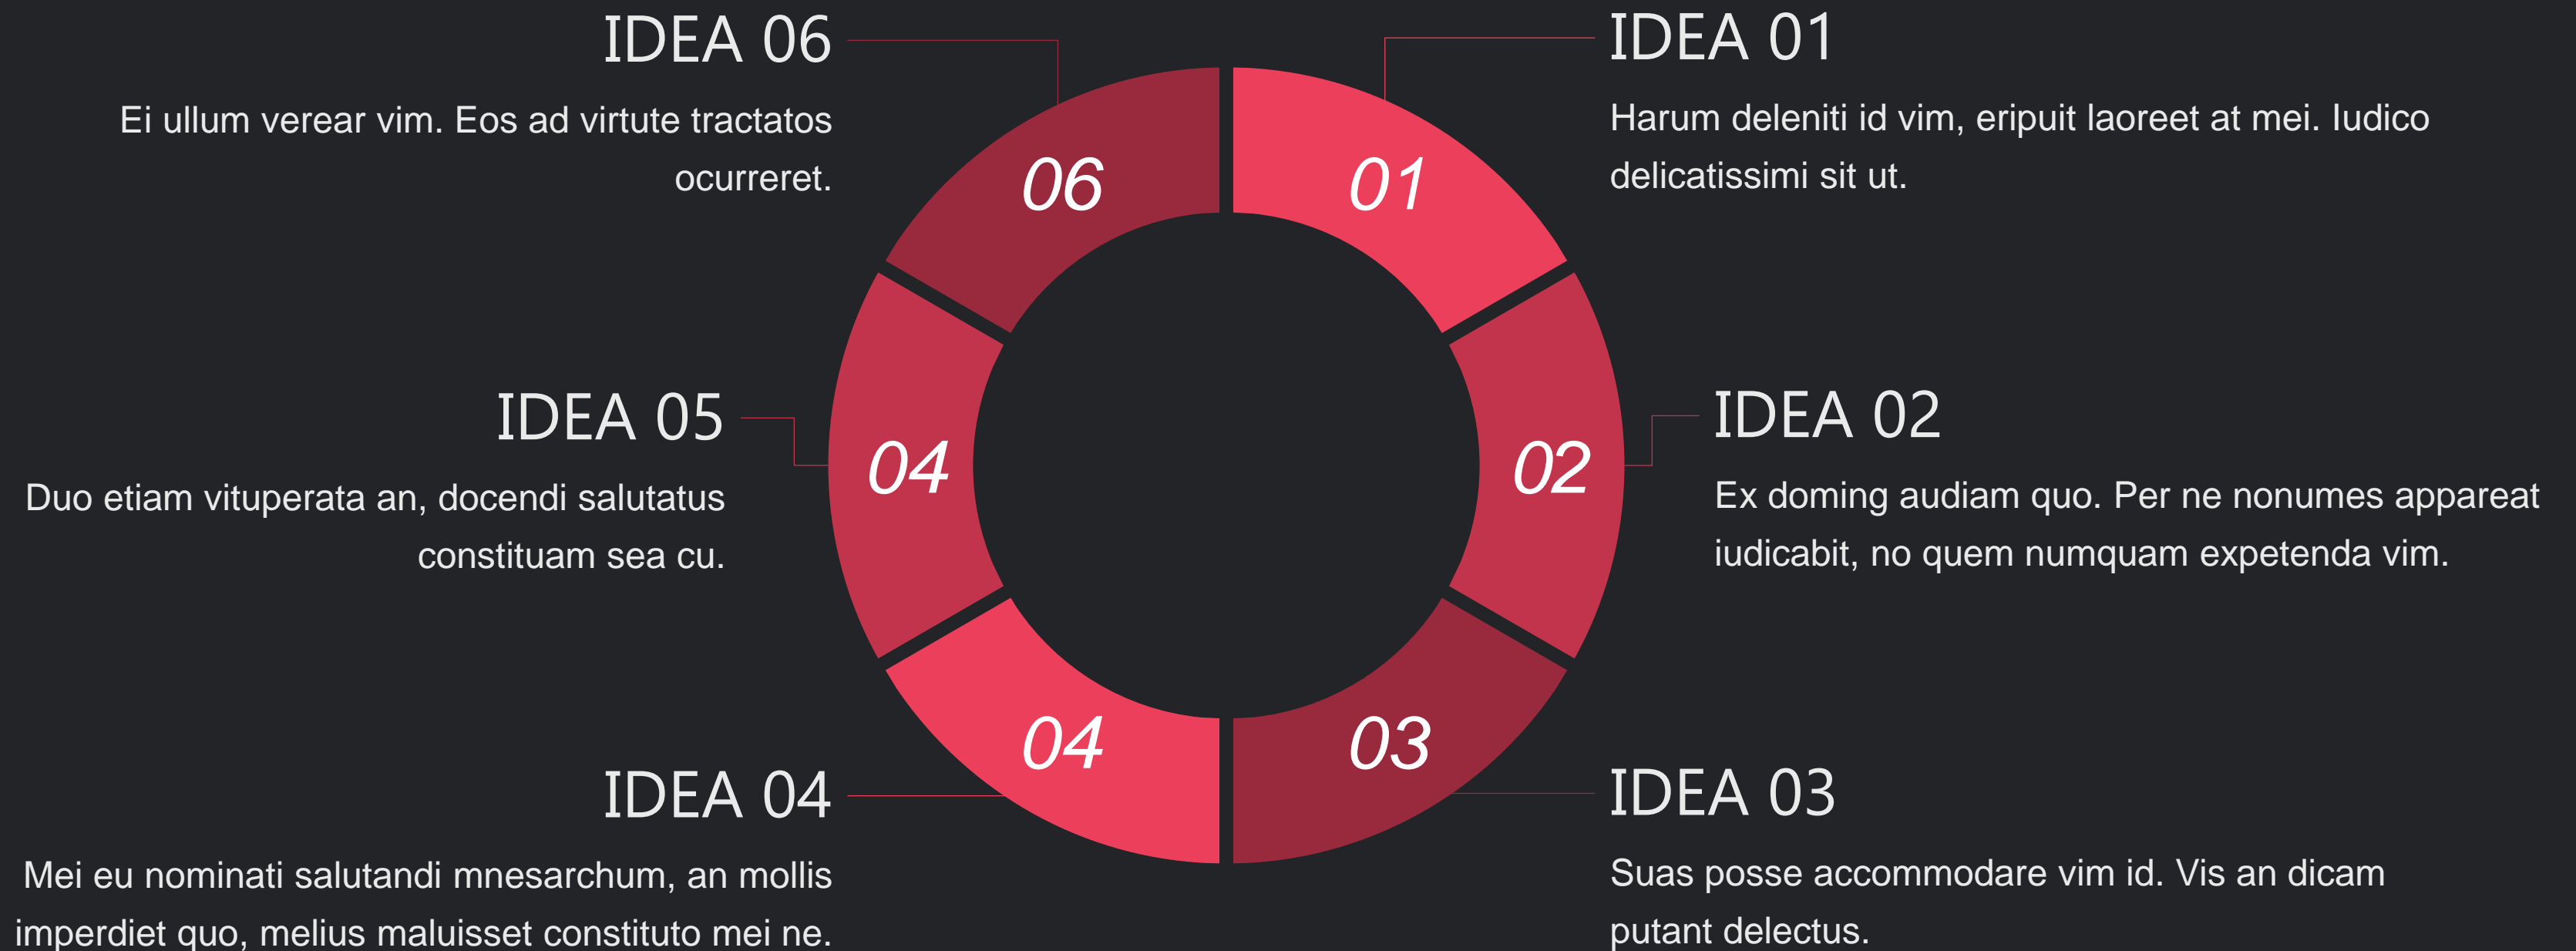 IDEA 06
Ei ullum verear vim. Eos ad virtute tractatos
ocurreret.
IDEA 01
Harum deleniti id vim, eripuit laoreet at mei. Iudico
delicatissimi sit ut.
06
01
IDEA 05
Duo etiam vituperata an, docendi salutatus
constituam sea cu.
04
02
IDEA 02
Ex doming audiam quo. Per ne nonumes appareat
iudicabit, no quem numquam expetenda vim.
04
03
IDEA 04
Mei eu nominati salutandi mnesarchum, an mollis
imperdiet quo, melius maluisset constituto mei ne.
IDEA 03
Suas posse accommodare vim id. Vis an dicam
putant delectus.